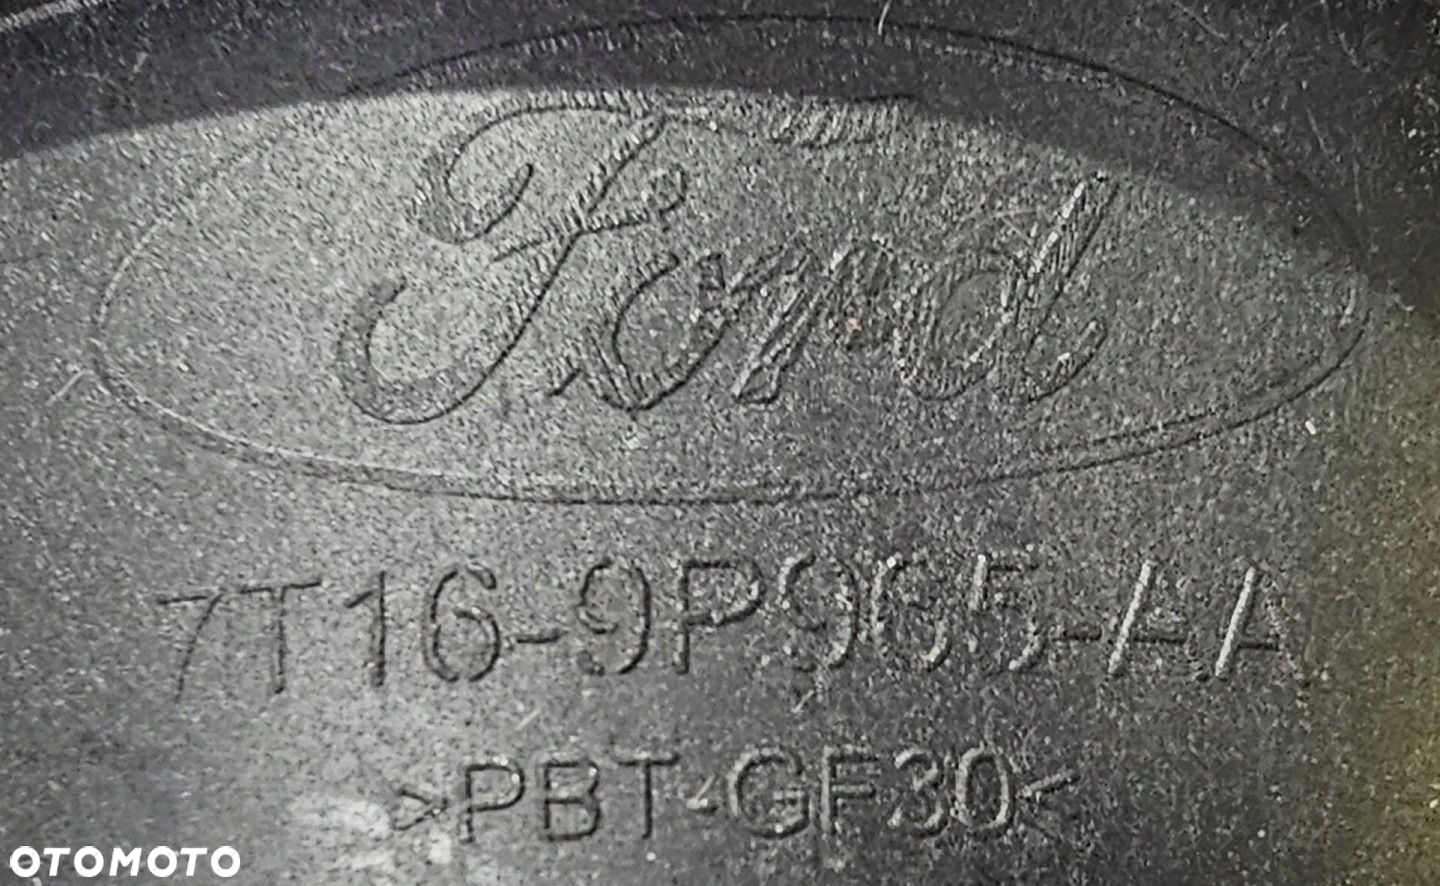 Ford
7T16-9P965-AA
>PBT-GF30<
OTOMOTO